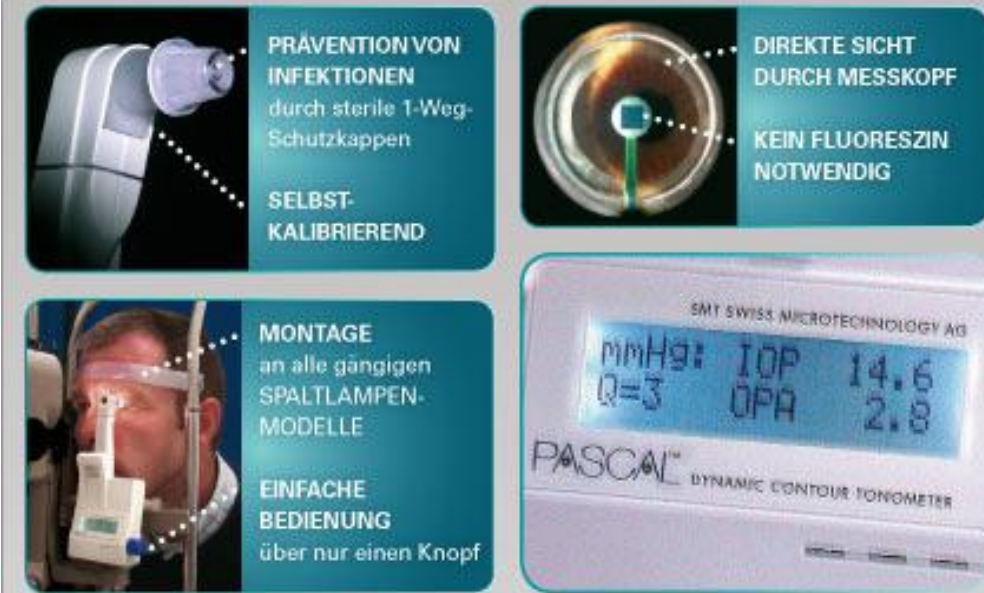 PRÄVENTION VON
INFEKTIONEN
durch sterile 1-Weg-
Schutzkappen
SELBST-
KALIBRIEREND
DIREKTE SICHT
DURCH MESSKOPF
KEIN FLUORESZIN
NOTWENDIG
MONTAGE
an alle gängigen
SPALTLAMPEN-
MODELLE
EINFACHE
BEDIENUNG
über nur einen Knopf
SMT SWISS MICROTECHNOLOGY AG
mmHg: IOP 14.6
Q=3 OPA 2.8
PASCAL™ DYNAMIC CONTOUR TONOMETER